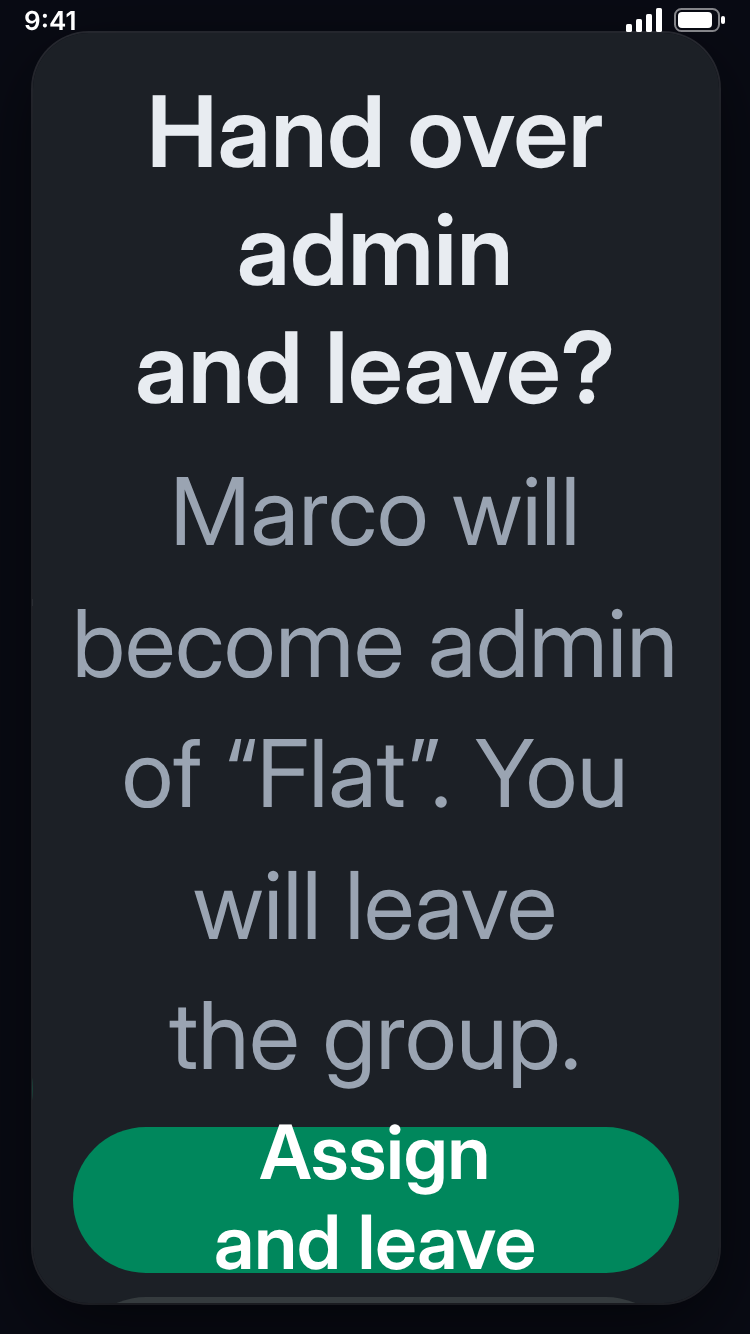 9:41
Hand over
admin
and leave?
Marco will
become admin
of “Flat”. You
will leave
the group.
Assign
and leave